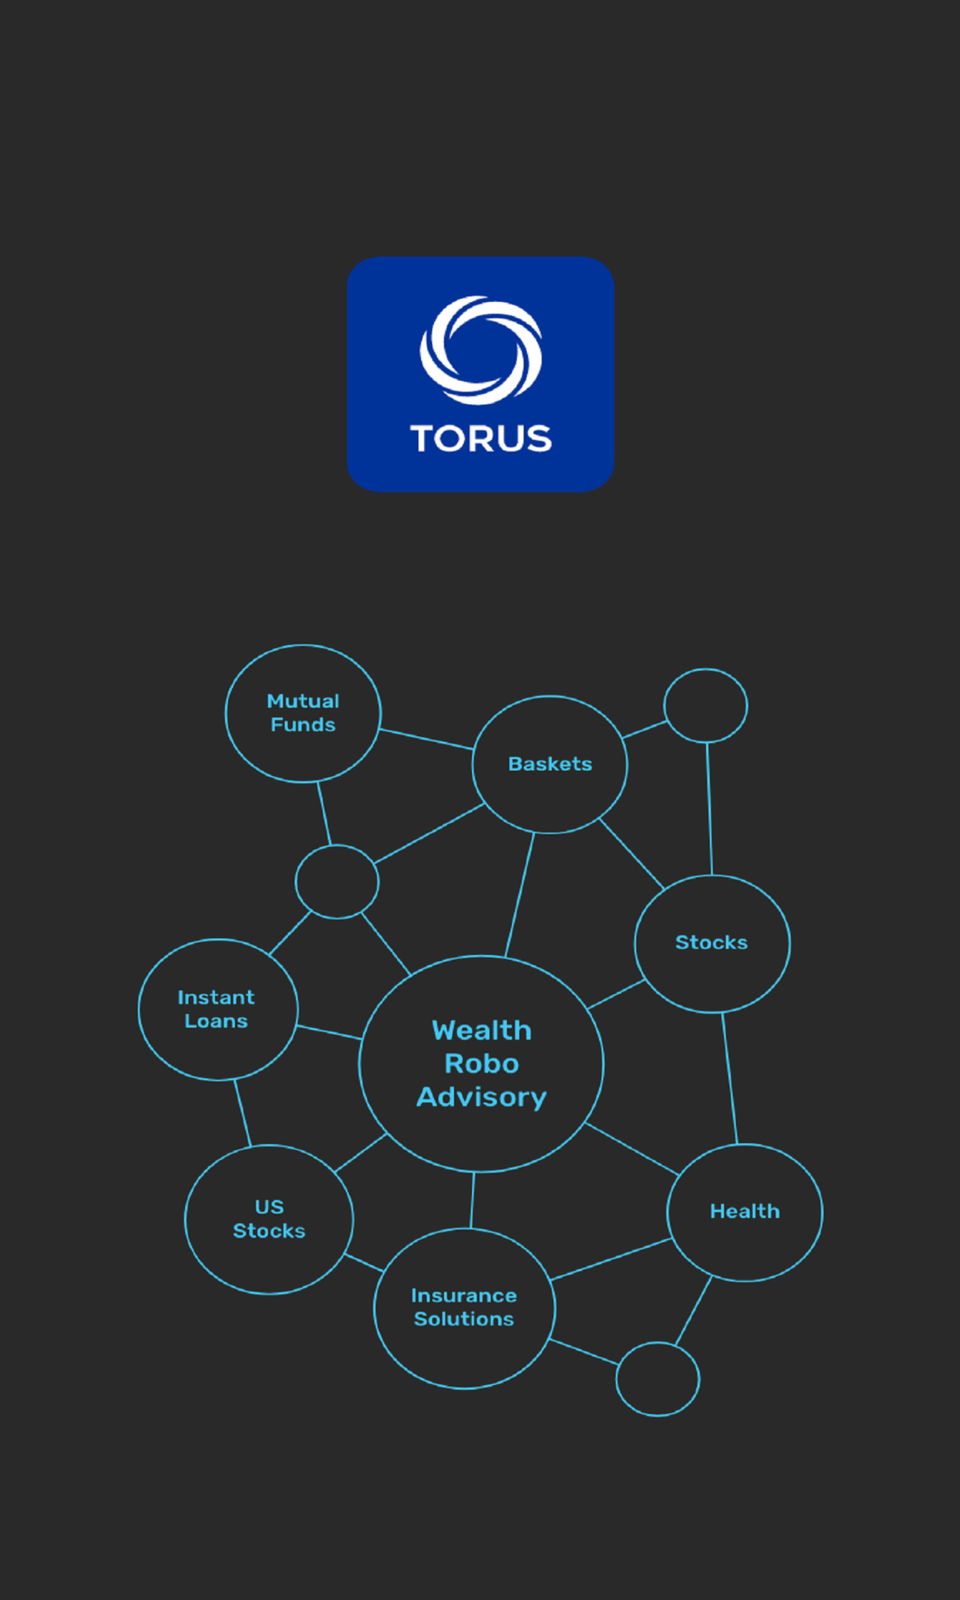 TORUS
Mutual
Funds
Baskets
Stocks
Instant
Loans
Wealth
Robo
Advisory
US
Stocks
Health
Insurance
Solutions